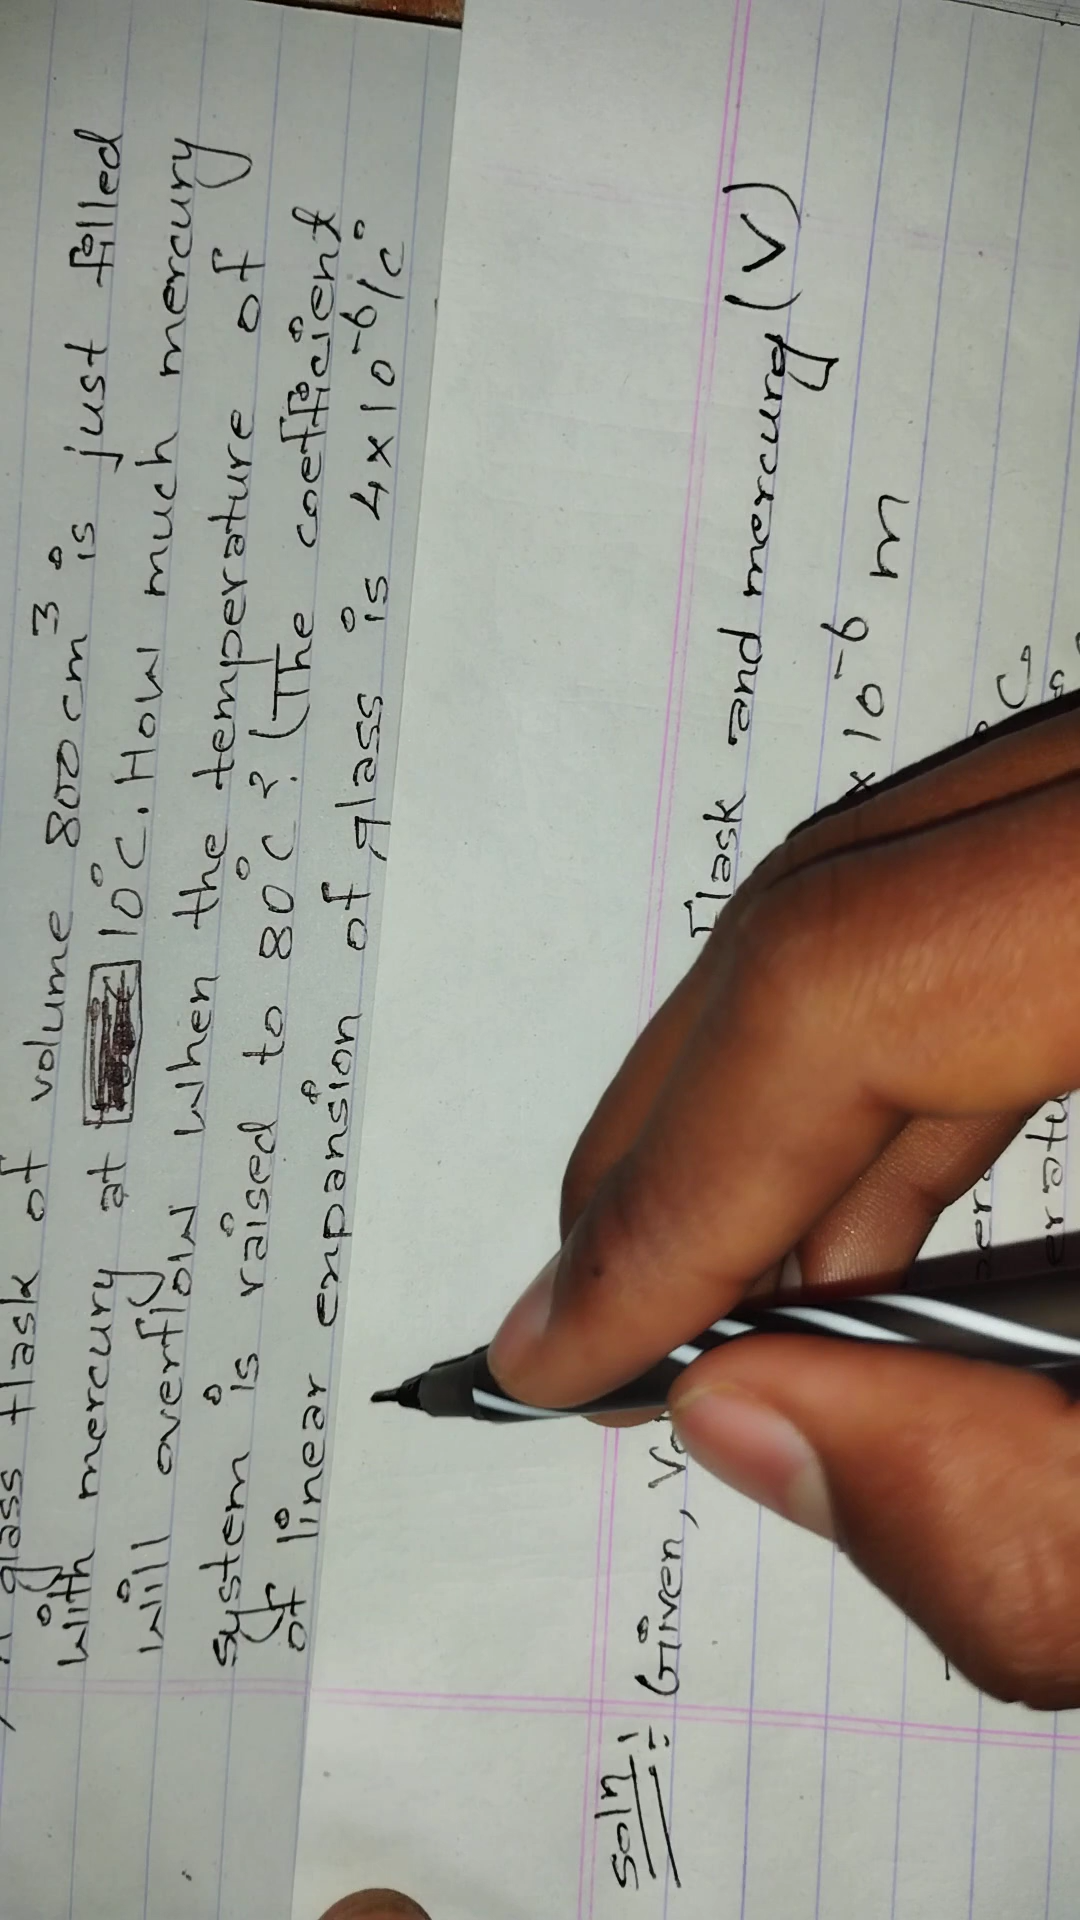 A glass flask of volume 800 cm³ is just filled
with mercury at 10°C. How much mercury
will overflow when the temperature of
system is raised to 80°C? (The coefficient
of linear expansion of glass is 4×10⁻⁶/c°
Soln: Given, flask and mercury (V)
×10⁻⁶ m